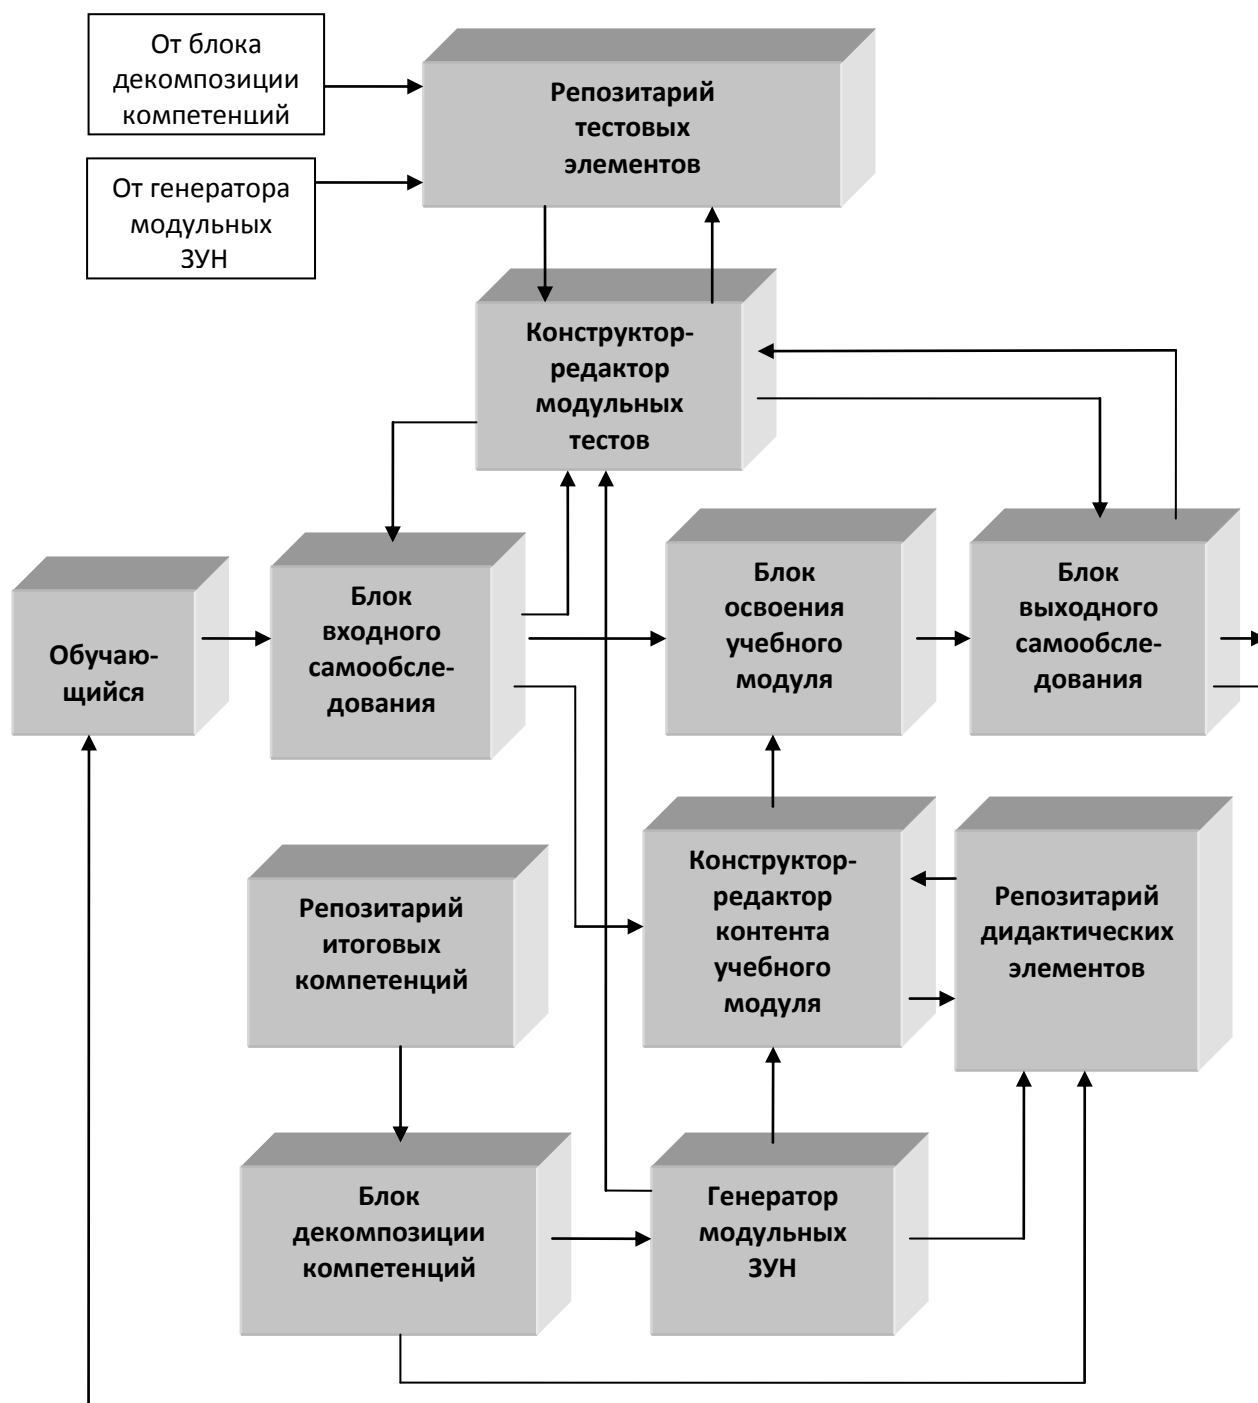 От блока
декомпозиции
компетенций
Репозитарий
тестовых
элементов
От генератора
модульных
ЗУН
Конструктор-
редактор
модульных
тестов
Обучаю-
щийся
Блок
входного
самообсле-
дования
Блок
освоения
учебного
модуля
Блок
выходного
самообсле-
дования
Репозитарий
итоговых
компетенций
Конструктор-
редактор
контента
учебного
модуля
Репозитарий
дидактических
элементов
Блок
декомпозиции
компетенций
Генератор
модульных
ЗУН